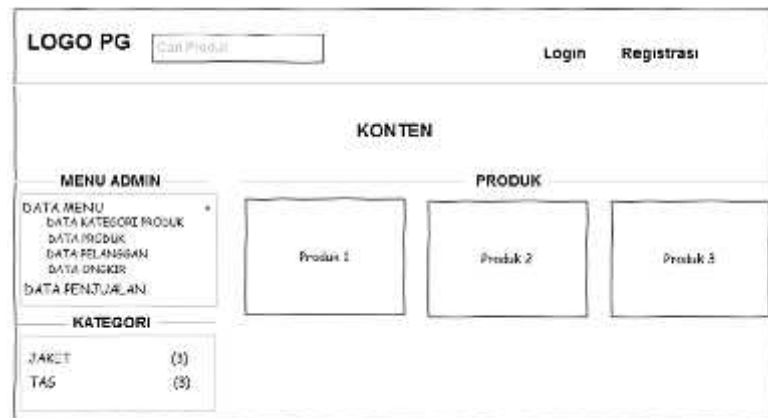 LOGO PG
Cari Produk
Login
Registrasi
KONTEN
MENU ADMIN
DATA MENU
DATA KATEGORI PRODUK
DATA PRODUK
DATA PELANGGAN
DATA ONGKIR
DATA PENJUALAN
KATEGORI
JAKET (3)
TAS (3)
PRODUK
Produk 1
Produk 2
Produk 3